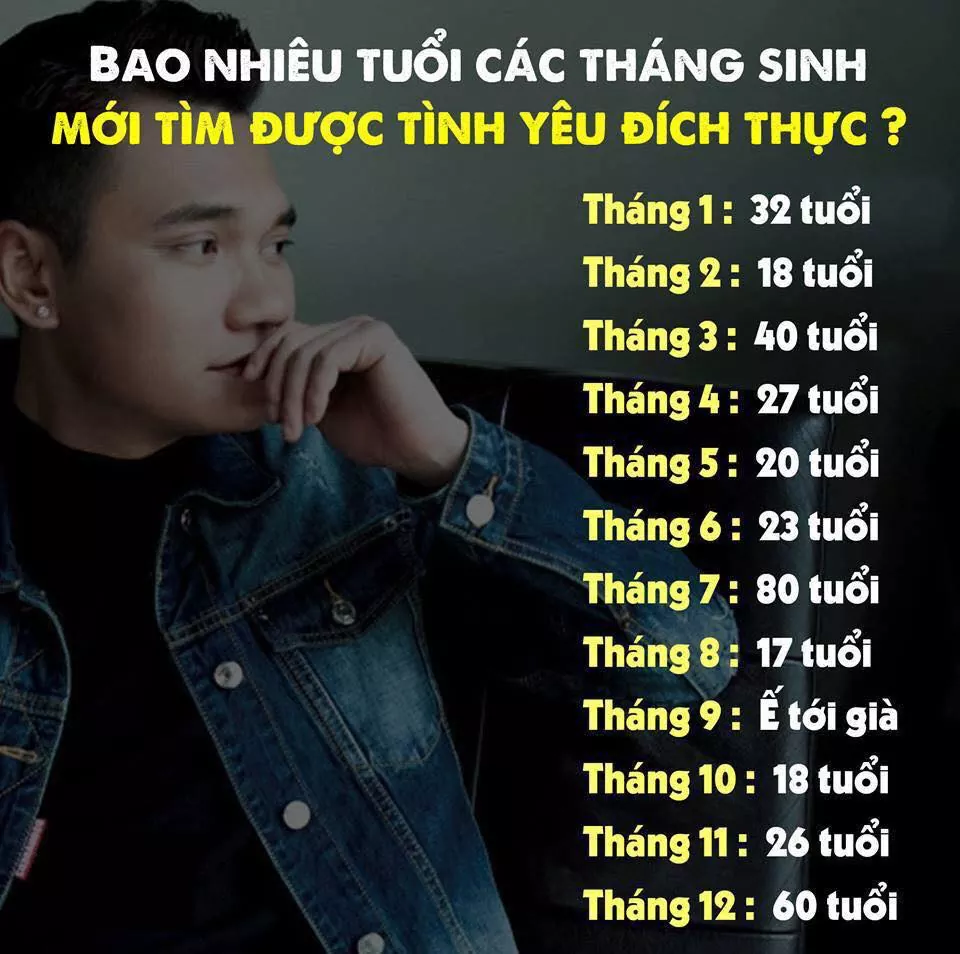 BAO NHIÊU TUỔI CÁC THÁNG SINH
MỚI TÌM ĐƯỢC TÌNH YÊU ĐÍCH THỰC ?
Tháng 1 : 32 tuổi
Tháng 2 : 18 tuổi
Tháng 3 : 40 tuổi
Tháng 4 : 27 tuổi
Tháng 5 : 20 tuổi
Tháng 6 : 23 tuổi
Tháng 7 : 80 tuổi
Tháng 8 : 17 tuổi
Tháng 9 : Ế tới già
Tháng 10 : 18 tuổi
Tháng 11 : 26 tuổi
Tháng 12 : 60 tuổi